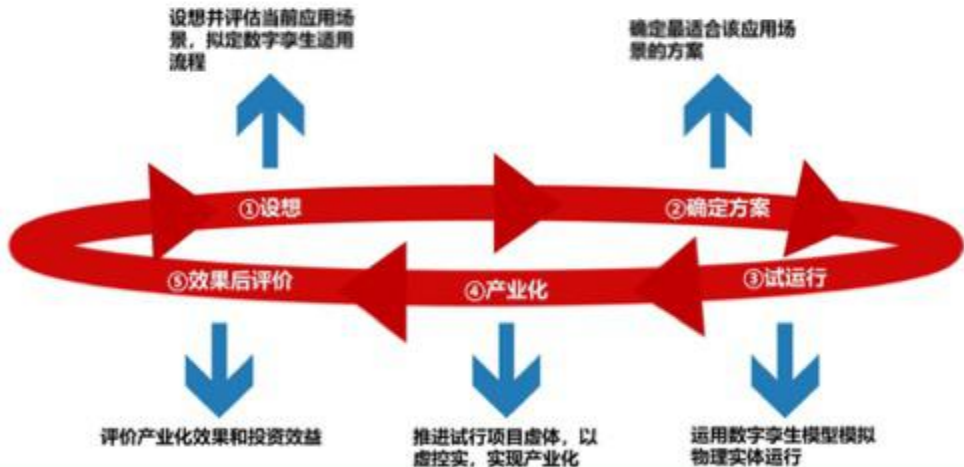 设想并评估当前应用场
景，拟定数字孪生适用
流程
确定最适合该应用场
景的方案
①设想
②确定方案
③试运行
④产业化
⑤效果后评价
评价产业化效果和投资效益
推进试行项目虚体，以
虚控实，实现产业化
运用数字孪生模型模拟
物理实体运行